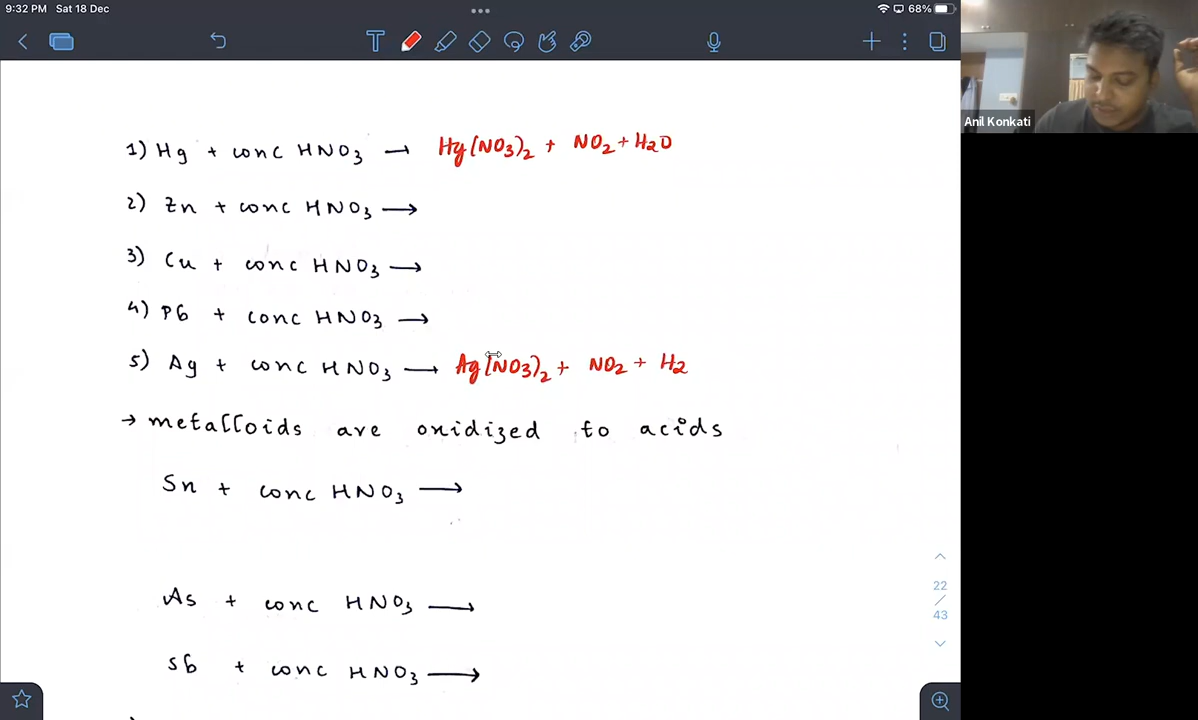 9:32 PM Sat 18 Dec
68%
Anil Konkati
1) Hg + conc HNO3 → Hg(NO3)2 + NO2 + H2O
2) Zn + conc HNO3 →
3) Cu + conc HNO3 →
4) Pb + conc HNO3 →
5) Ag + conc HNO3 → Ag(NO3)2 + NO2 + H2
→ metalloids are oxidized to acids
Sn + conc HNO3 →
As + conc HNO3 →
Sb + conc HNO3 →
22
/
43